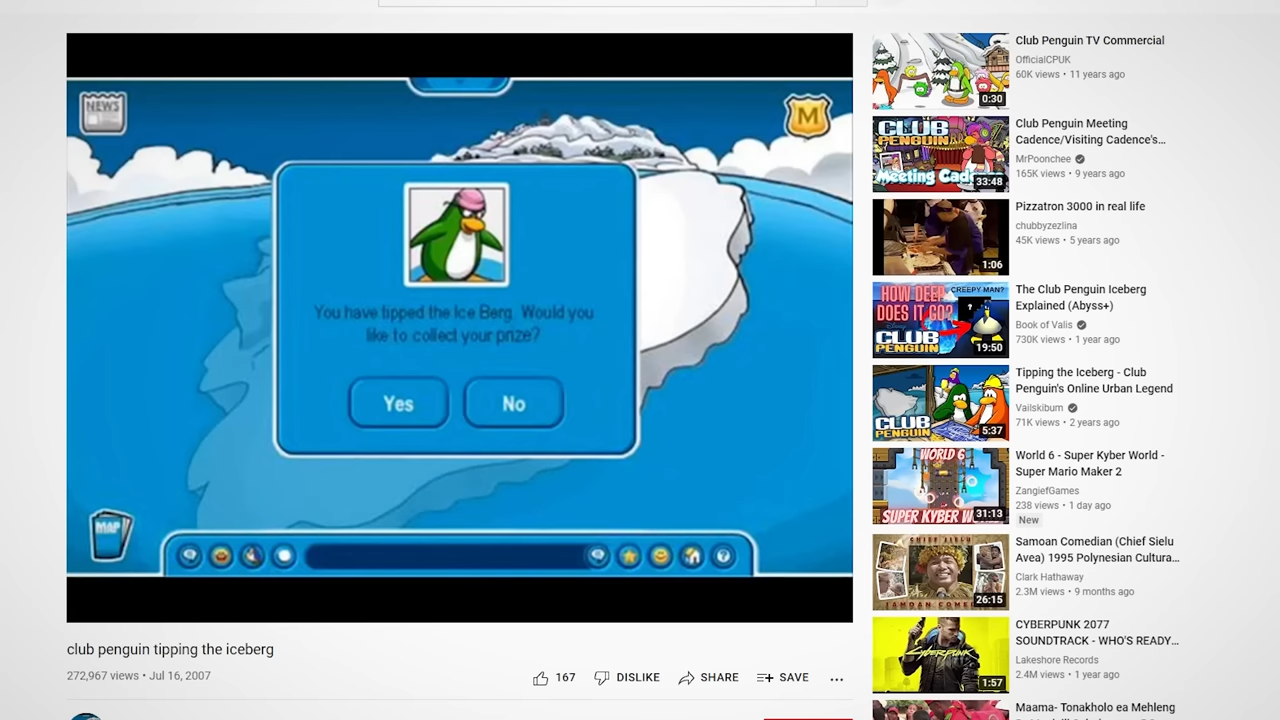 NEWS
M
You have tipped the Ice Berg. Would you
like to collect your prize?
Yes
No
MAP
?
club penguin tipping the iceberg
272,967 views • Jul 16, 2007
167
DISLIKE
SHARE
SAVE
...
0:30
Club Penguin TV Commercial
OfficialCPUK
60K views • 11 years ago
CLUB
PENGUIN
Meeting
33:48
Club Penguin Meeting
Cadence/Visiting Cadence's...
MrPoonchee
165K views • 9 years ago
1:06
Pizzatron 3000 in real life
chubbyzezlina
45K views • 5 years ago
HOW DEEP
DOES IT GO?
CREEPY MAN?
?
CLUB
PENGUIN
19:50
The Club Penguin Iceberg
Explained (Abyss+)
Book of Valis
730K views • 1 year ago
CLUB
PENGUIN
5:37
Tipping the Iceberg - Club
Penguin's Online Urban Legend
Vailskibum
71K views • 2 years ago
WORLD 6
SUPER KYBER
31:13
World 6 - Super Kyber World -
Super Mario Maker 2
ZangiefGames
238 views • 1 day ago
New
26:15
Samoan Comedian (Chief Sielu
Avea) 1995 Polynesian Cultura...
Clark Hathaway
2.3M views • 9 months ago
Cyberpunk
1:57
CYBERPUNK 2077
SOUNDTRACK - WHO'S READY...
Lakeshore Records
2.4M views • 1 year ago
Maama- Tonakholo ea Mehleng